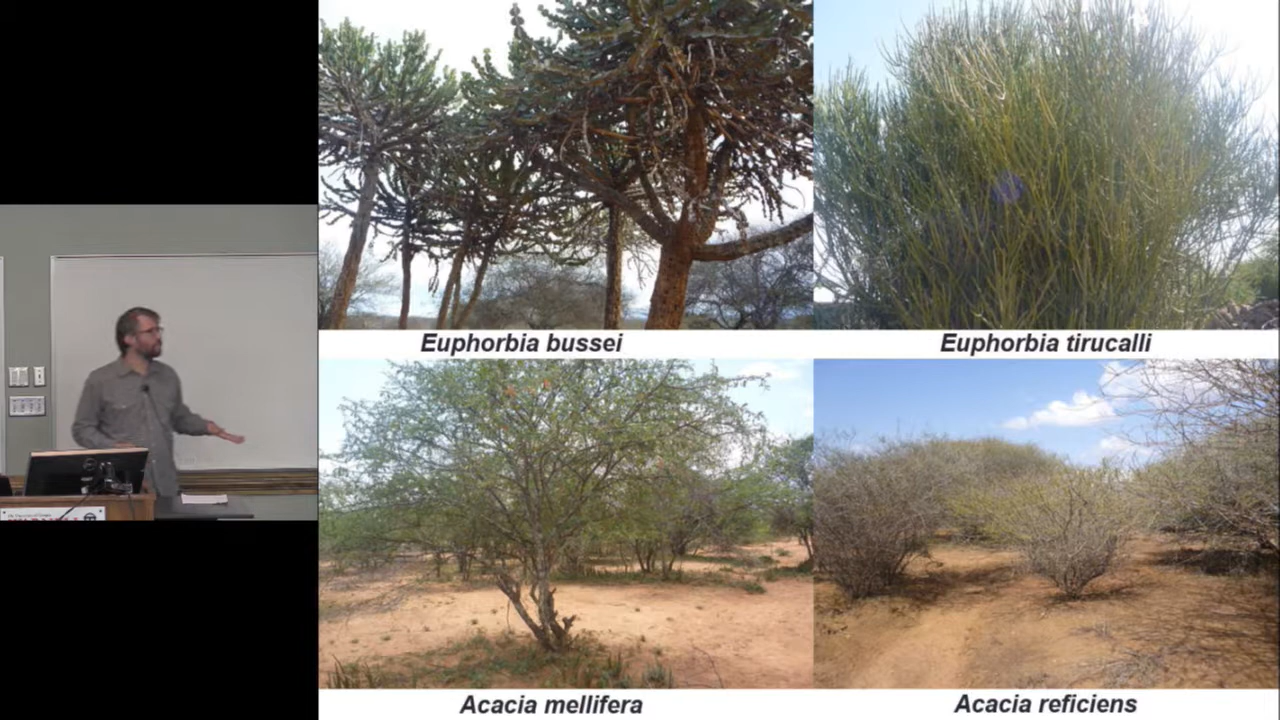 Euphorbia bussei
Euphorbia tirucalli
Acacia mellifera
Acacia reficiens